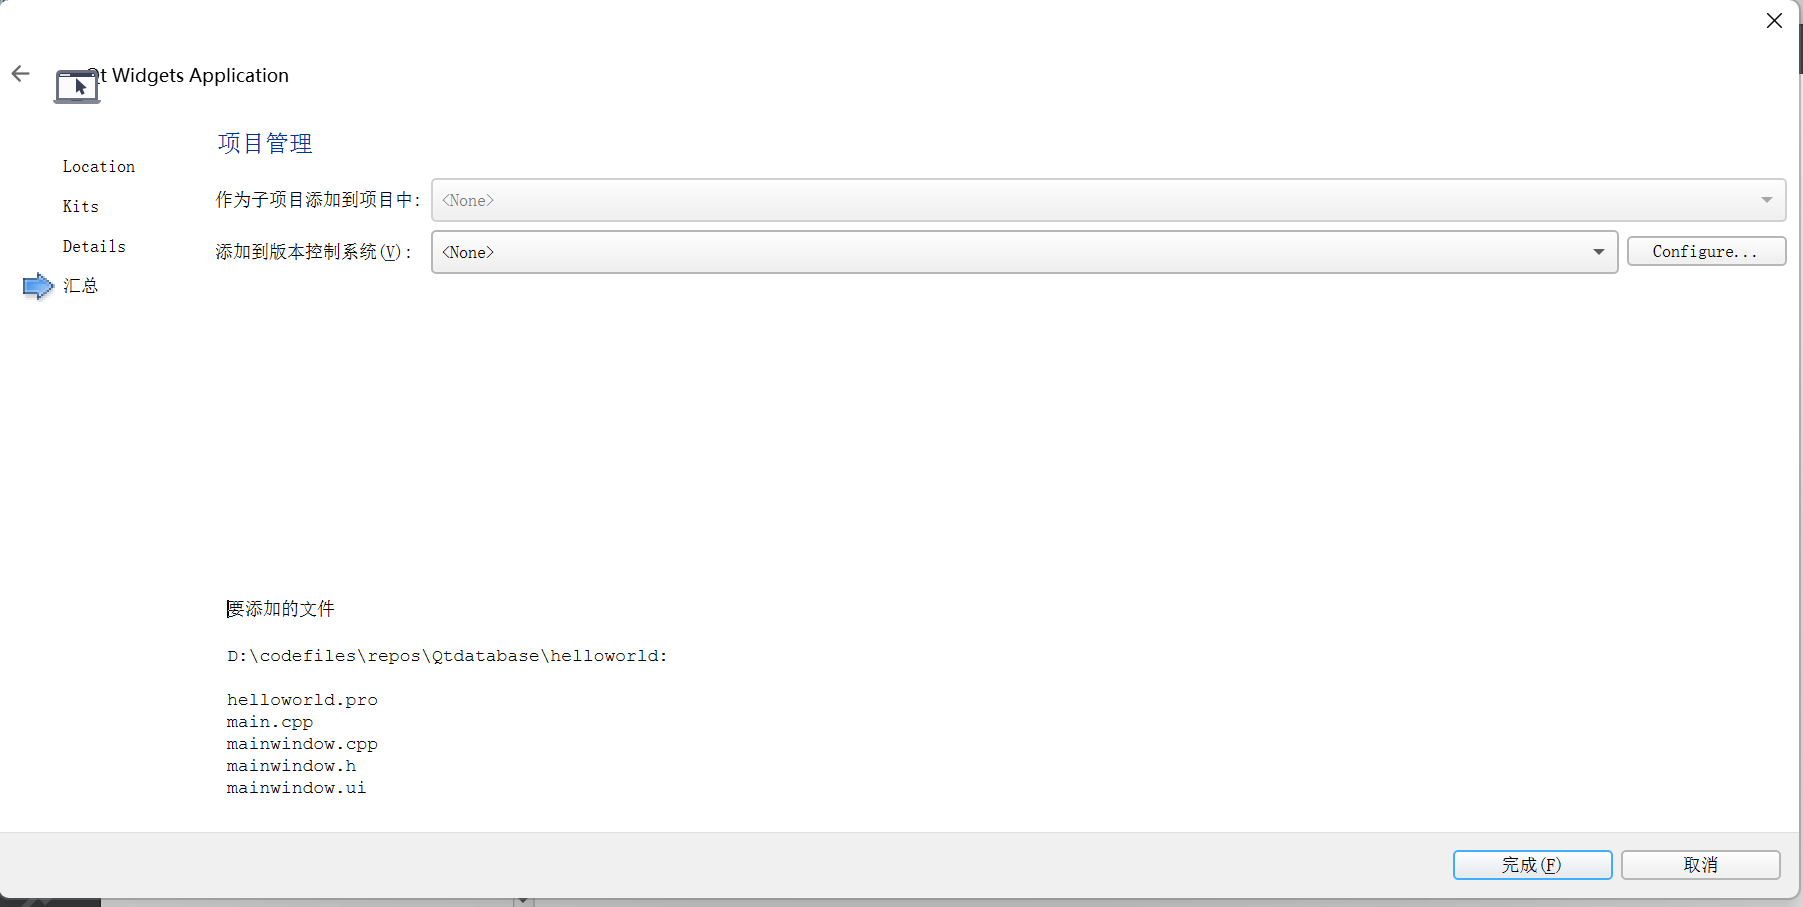 Qt Widgets Application
Location
Kits
Details
汇总
项目管理
作为子项目添加到项目中: <None>
添加到版本控制系统(V): <None> Configure...
要添加的文件
D:\codefiles\repos\Qtdatabase\helloworld:
helloworld.pro
main.cpp
mainwindow.cpp
mainwindow.h
mainwindow.ui
完成(F) 取消